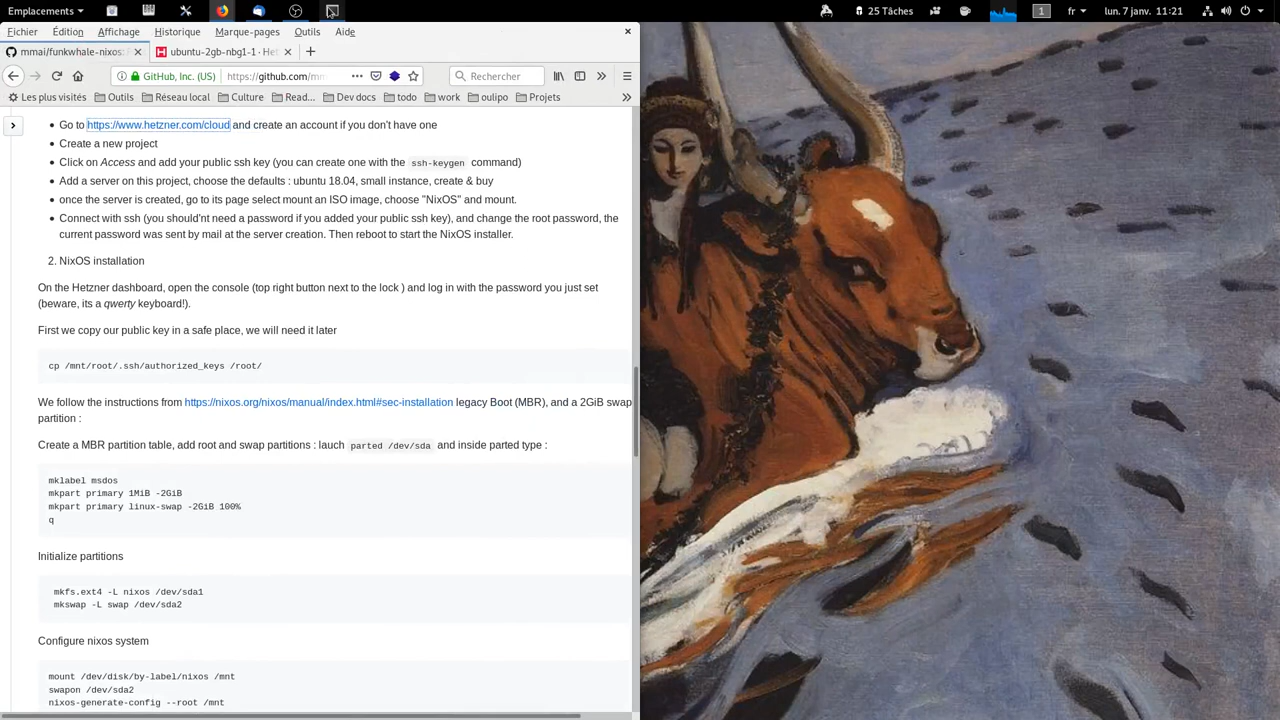 Emplacements
25 Tâches
1
fr
lun. 7 janv. 11:21
Fichier Édition Affichage Historique Marque-pages Outils Aide
mmai/funkwhale-nixos:
ubuntu-2gb-nbg1-1 · Het
GitHub, Inc. (US)
https://github.com/mm
Rechercher
Les plus visités Outils Réseau local Culture Read... Dev docs todo work oulipo Projets
• Go to https://www.hetzner.com/cloud and create an account if you don't have one
• Create a new project
• Click on Access and add your public ssh key (you can create one with the ssh-keygen command)
• Add a server on this project, choose the defaults : ubuntu 18.04, small instance, create & buy
• once the server is created, go to its page select mount an ISO image, choose "NixOS" and mount.
• Connect with ssh (you should'nt need a password if you added your public ssh key), and change the root password, the
current password was sent by mail at the server creation. Then reboot to start the NixOS installer.
2. NixOS installation
On the Hetzner dashboard, open the console (top right button next to the lock ) and log in with the password you just set
(beware, its a qwerty keyboard!).
First we copy our public key in a safe place, we will need it later
cp /mnt/root/.ssh/authorized_keys /root/
We follow the instructions from https://nixos.org/nixos/manual/index.html#sec-installation legacy Boot (MBR), and a 2GiB swap
partition :
Create a MBR partition table, add root and swap partitions : lauch parted /dev/sda and inside parted type :
mklabel msdos
mkpart primary 1MiB -2GiB
mkpart primary linux-swap -2GiB 100%
q
Initialize partitions
mkfs.ext4 -L nixos /dev/sda1
mkswap -L swap /dev/sda2
Configure nixos system
mount /dev/disk/by-label/nixos /mnt
swapon /dev/sda2
nixos-generate-config --root /mnt